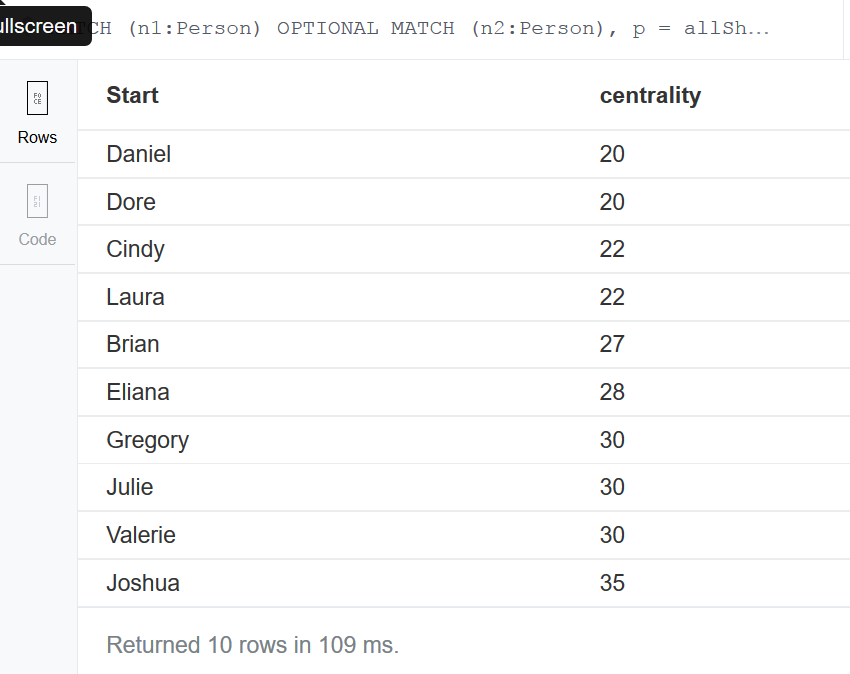 ullscreen CH (n1:Person) OPTIONAL MATCH (n2:Person), p = allSh...
Rows
Code
Start centrality
Daniel 20
Dore 20
Cindy 22
Laura 22
Brian 27
Eliana 28
Gregory 30
Julie 30
Valerie 30
Joshua 35
Returned 10 rows in 109 ms.